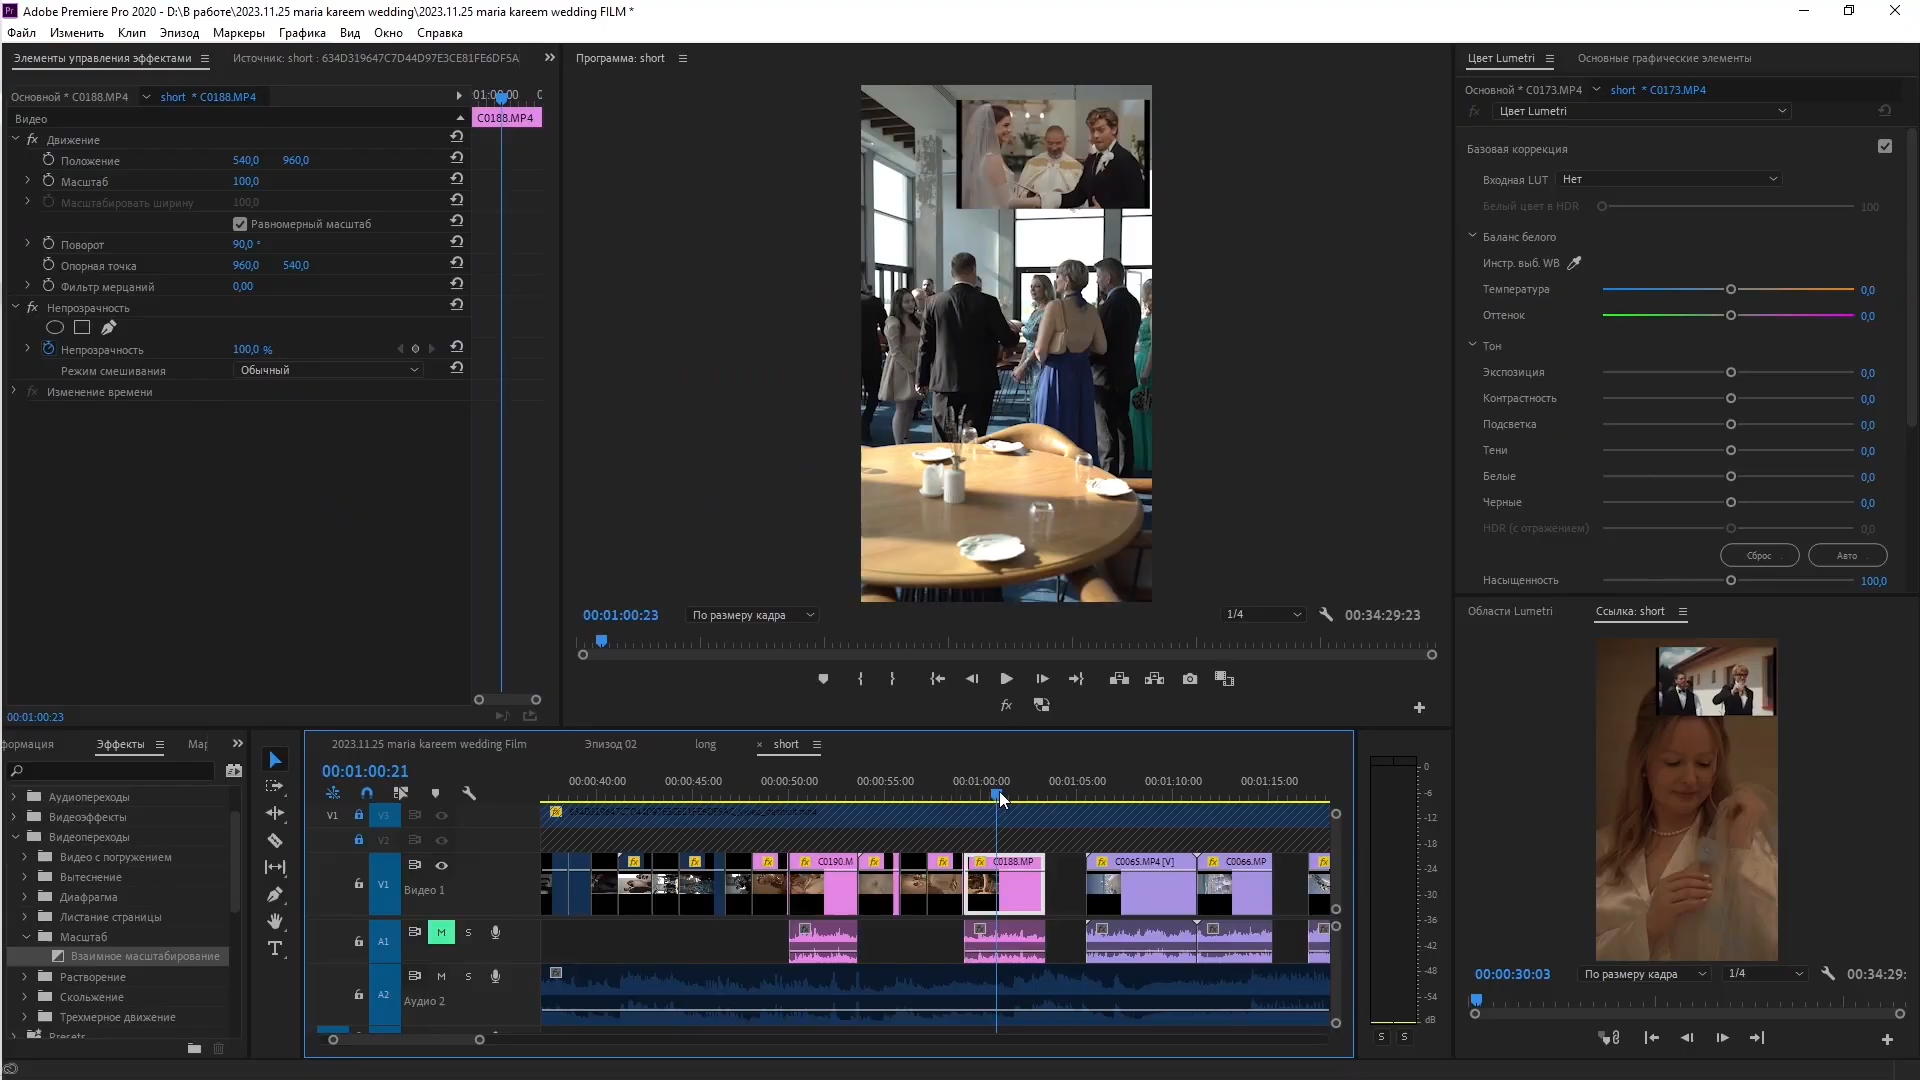 Adobe Premiere Pro 2020 - D:\В работе\2023.11.25 maria kareem wedding\2023.11.25 maria kareem wedding FILM *
Файл Изменить Клип Эпизод Маркеры Графика Вид Окно Справка
Элементы управления эффектами
Источник: short : 634D319647C7D44D97E3CE81FE6DF5A
Основной * C0188.MP4
short * C0188.MP4
01:00:00
C0188.MP4
Видео
fx Движение
Положение 540,0 960,0
Масштаб 100,0
Масштабировать ширину 100,0
Равномерный масштаб
Поворот 90,0 °
Опорная точка 960,0 540,0
Фильтр мерцаний 0,00
fx Непрозрачность
Непрозрачность 100,0 %
Режим смешивания Обычный
fx Изменение времени
00:01:00:23
Программа: short
00:01:00:23
По размеру кадра
1/4
00:34:29:23
fx
Цвет Lumetri
Основные графические элементы
Основной * C0173.MP4
short * C0173.MP4
fx Цвет Lumetri
Базовая коррекция
Входная LUT Нет
Белый цвет в HDR 100
Баланс белого
Инстр. выб. WB
Температура 0,0
Оттенок 0,0
Тон
Экспозиция 0,0
Контрастность 0,0
Подсветка 0,0
Тени 0,0
Белые 0,0
Черные 0,0
HDR (с отражением) 0,0
Сброс Авто
Насыщенность 100,0
Области Lumetri
Ссылка: short
00:00:30:03
По размеру кадра
1/4
00:34:29:
формация Эффекты Мар
Аудиопереходы
Видеоэффекты
Видеопереходы
Видео с погружением
Вытеснение
Диафрагма
Листание страницы
Масштаб
Взаимное масштабирование
Растворение
Скольжение
Трехмерное движение
Presets
2023.11.25 maria kareem wedding Film
Эпизод 02
long
× short
00:01:00:21
00:00:40:00 00:00:45:00 00:00:50:00 00:00:55:00 00:01:00:00 00:01:05:00 00:01:10:00 00:01:15:00
V1 V3
V2
V1 Видео 1
C0190.M
C0188.MP
C0065.MP4 [V]
C0066.MP
A1 M S
A2 M S
Аудио 2
0
-6
-12
-18
-24
-30
-36
-42
-48
-54
dB
S S